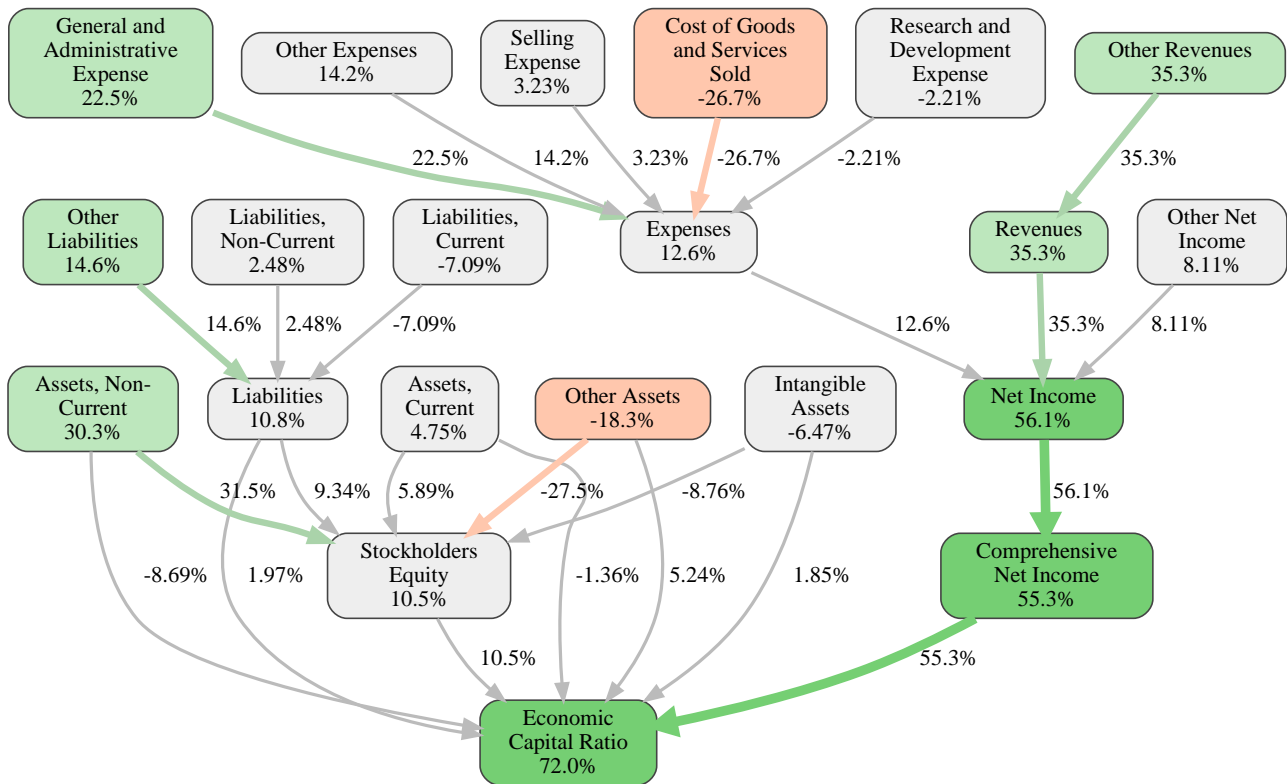 General and
Administrative
Expense
22.5%
Other Expenses
14.2%
Selling
Expense
3.23%
Cost of Goods
and Services
Sold
-26.7%
Research and
Development
Expense
-2.21%
Other Revenues
35.3%
22.5%
14.2%
3.23%
-26.7%
-2.21%
35.3%
Other
Liabilities
14.6%
Liabilities,
Non-Current
2.48%
Liabilities,
Current
-7.09%
Expenses
12.6%
Revenues
35.3%
Other Net
Income
8.11%
14.6%
2.48%
-7.09%
12.6%
35.3%
8.11%
Assets, Non-
Current
30.3%
Liabilities
10.8%
Assets,
Current
4.75%
Other Assets
-18.3%
Intangible
Assets
-6.47%
Net Income
56.1%
31.5%
9.34%
5.89%
-27.5%
-8.76%
56.1%
Stockholders
Equity
10.5%
Comprehensive
Net Income
55.3%
-8.69%
1.97%
-1.36%
5.24%
1.85%
10.5%
55.3%
Economic
Capital Ratio
72.0%